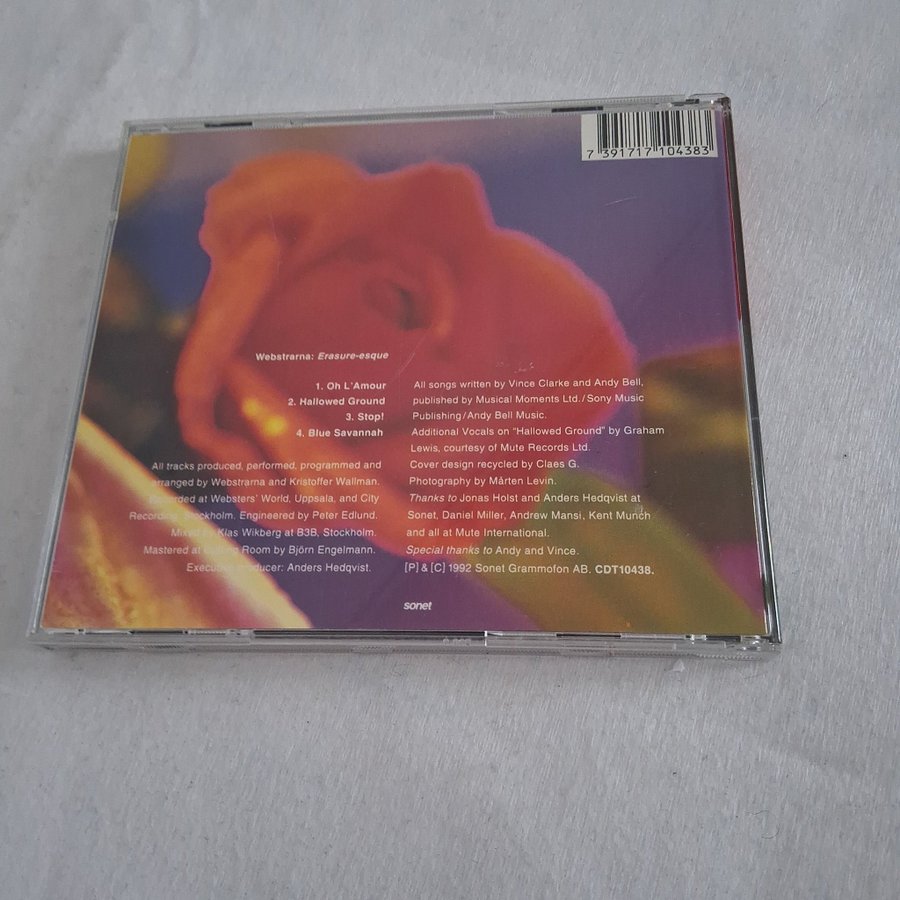 7 391717 104383
Webstrarna: Erasure-esque
1. Oh L'Amour
2. Hallowed Ground
3. Stop!
4. Blue Savannah
All tracks produced, performed, programmed and
arranged by Webstrarna and Kristoffer Wallman.
Recorded at Websters' World, Uppsala, and City
Recording, Stockholm. Engineered by Peter Edlund.
Mixed by Klas Wikberg at B3B, Stockholm.
Mastered at Cutting Room by Björn Engelmann.
Executive producer: Anders Hedqvist.
All songs written by Vince Clarke and Andy Bell,
published by Musical Moments Ltd./Sony Music
Publishing/Andy Bell Music.
Additional Vocals on "Hallowed Ground" by Graham
Lewis, courtesy of Mute Records Ltd.
Cover design recycled by Claes G.
Photography by Mårten Levin.
Thanks to Jonas Holst and Anders Hedqvist at
Sonet, Daniel Miller, Andrew Mansi, Kent Munch
and all at Mute International.
Special thanks to Andy and Vince.
[P] & [C] 1992 Sonet Grammofon AB. CDT10438.
sonet